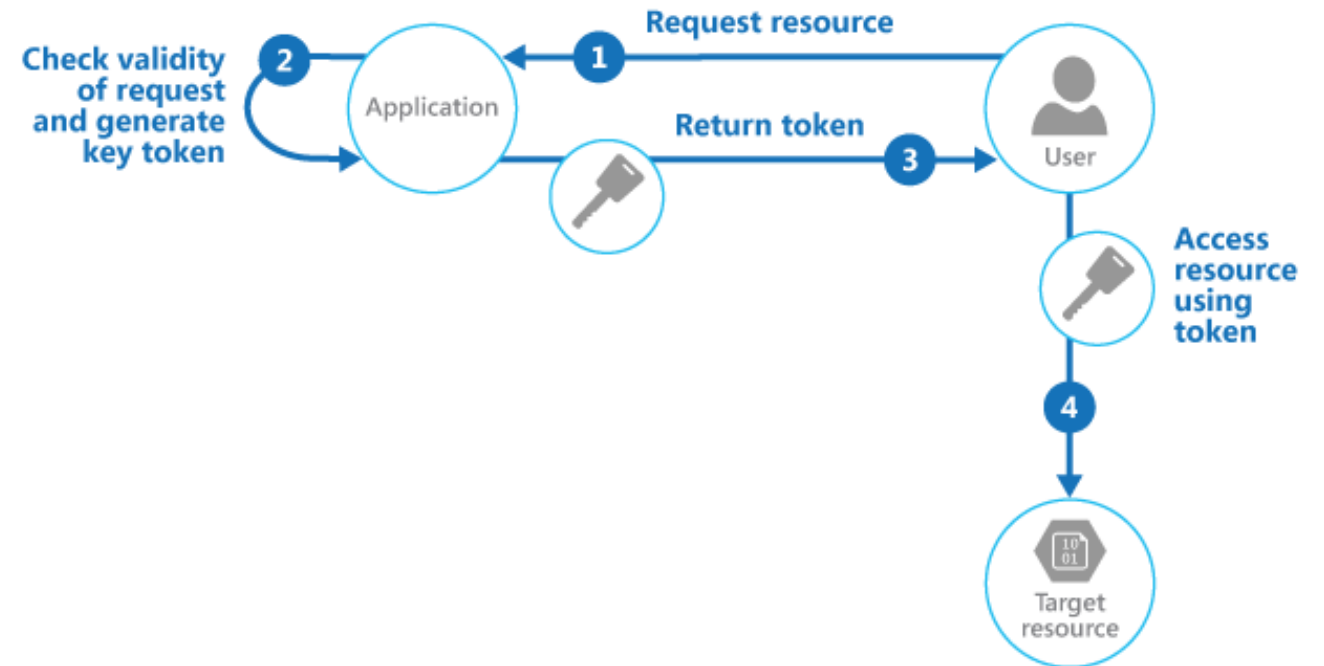 Request resource
1
Check validity
of request
and generate
key token
2
Application
Return token
3
User
Access
resource
using
token
4
10
01
Target
resource